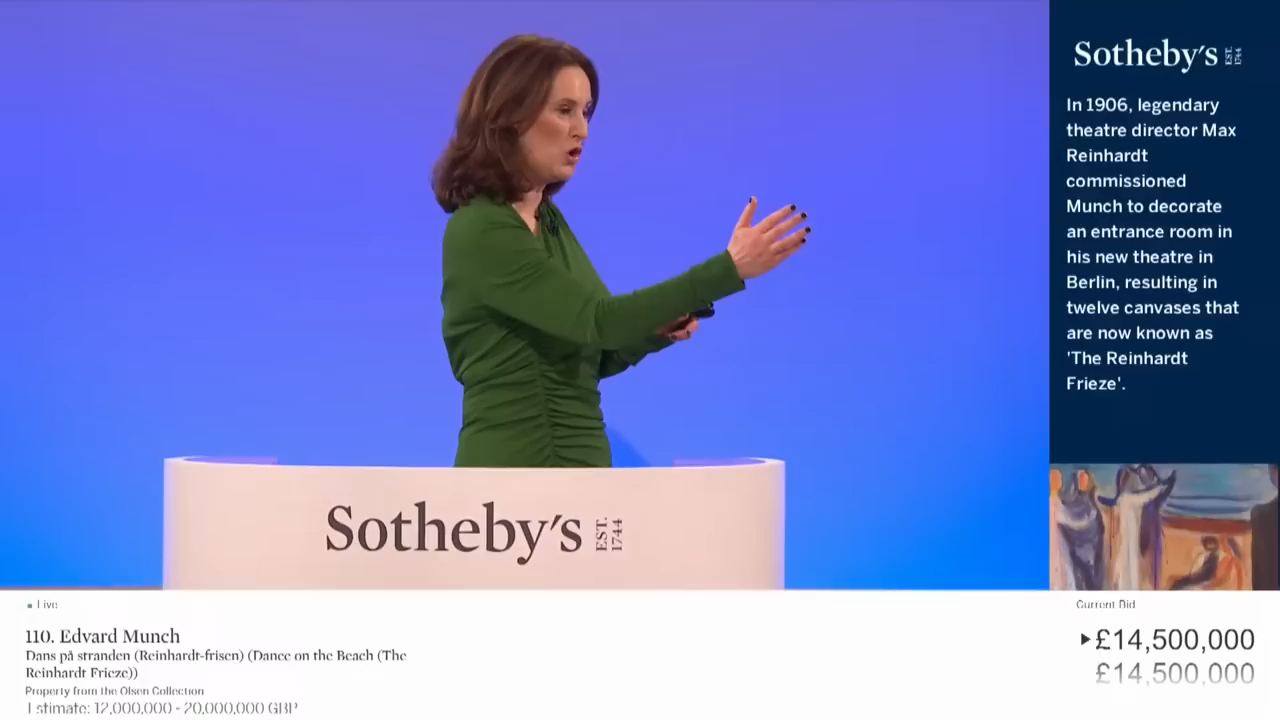 Sotheby's EST. 1744
In 1906, legendary
theatre director Max
Reinhardt
commissioned
Munch to decorate
an entrance room in
his new theatre in
Berlin, resulting in
twelve canvases that
are now known as
'The Reinhardt
Frieze'.
Sotheby's EST. 1744
Live
110. Edvard Munch
Dans på stranden (Reinhardt-frisen) (Dance on the Beach (The
Reinhardt Frieze))
Property from the Olsen Collection
Estimate: 12,000,000 - 20,000,000 GBP
Current Bid
£14,500,000
£14,500,000